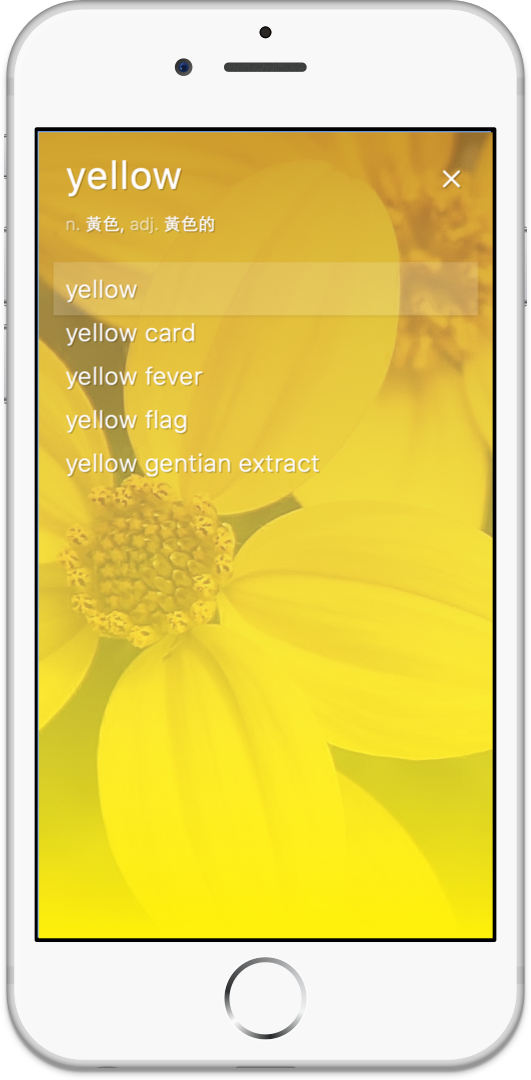 yellow
n. 黃色, adj. 黃色的
yellow
yellow card
yellow fever
yellow flag
yellow gentian extract